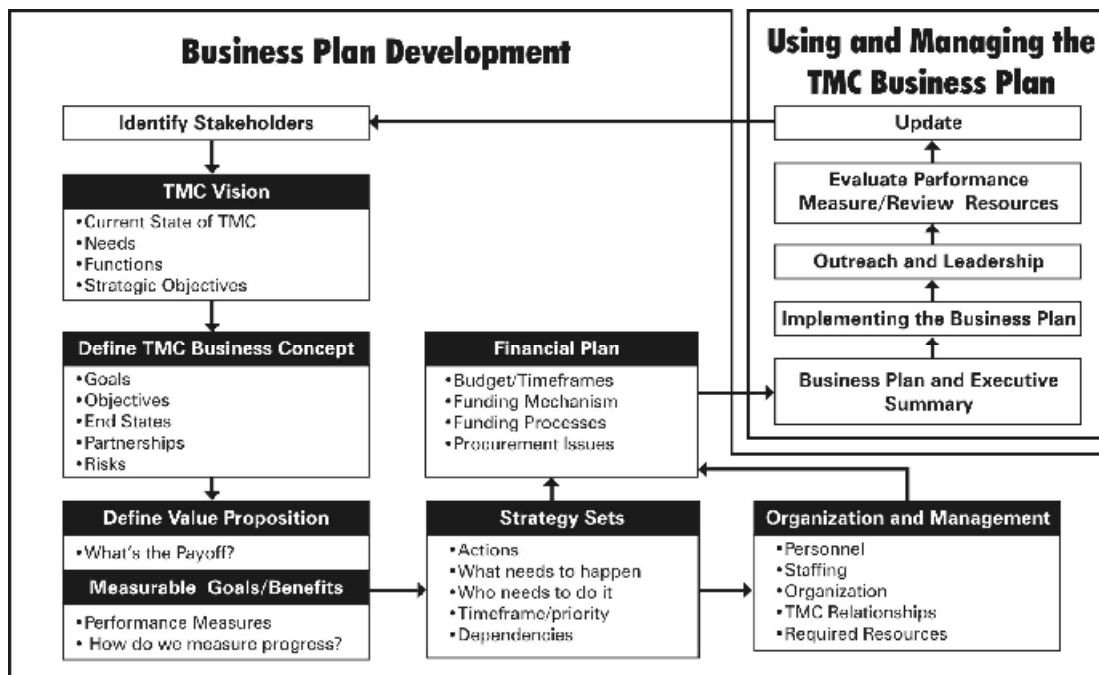 Business Plan Development
Identify Stakeholders
TMC Vision
•Current State of TMC
•Needs
•Functions
•Strategic Objectives
Define TMC Business Concept
•Goals
•Objectives
•End States
•Partnerships
•Risks
Define Value Proposition
•What's the Payoff?
Measurable Goals/Benefits
•Performance Measures
• How do we measure progress?
Strategy Sets
•Actions
•What needs to happen
•Who needs to do it
•Timeframe/priority
•Dependencies
Financial Plan
•Budget/Timeframes
•Funding Mechanism
•Funding Processes
•Procurement Issues
Organization and Management
•Personnel
•Staffing
•Organization
•TMC Relationships
•Required Resources
Using and Managing the
TMC Business Plan
Update
Evaluate Performance
Measure/Review Resources
Outreach and Leadership
Implementing the Business Plan
Business Plan and Executive
Summary